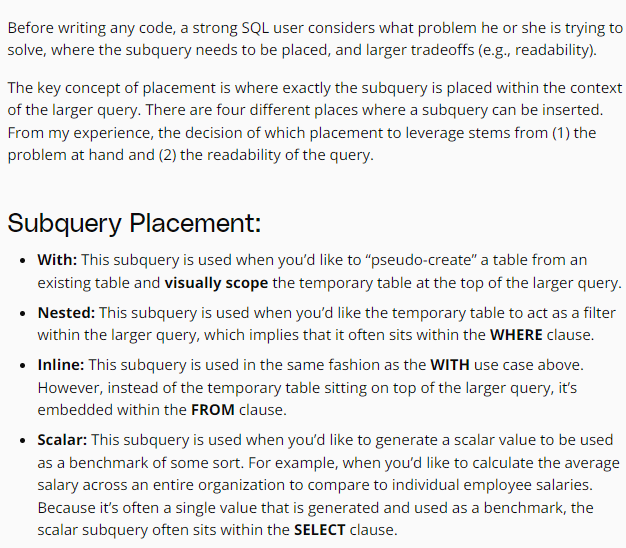 Before writing any code, a strong SQL user considers what problem he or she is trying to
solve, where the subquery needs to be placed, and larger tradeoffs (e.g., readability).
The key concept of placement is where exactly the subquery is placed within the context
of the larger query. There are four different places where a subquery can be inserted.
From my experience, the decision of which placement to leverage stems from (1) the
problem at hand and (2) the readability of the query.
Subquery Placement:
• With: This subquery is used when you’d like to “pseudo-create” a table from an
existing table and visually scope the temporary table at the top of the larger query.
• Nested: This subquery is used when you’d like the temporary table to act as a filter
within the larger query, which implies that it often sits within the WHERE clause.
• Inline: This subquery is used in the same fashion as the WITH use case above.
However, instead of the temporary table sitting on top of the larger query, it’s
embedded within the FROM clause.
• Scalar: This subquery is used when you’d like to generate a scalar value to be used
as a benchmark of some sort. For example, when you’d like to calculate the average
salary across an entire organization to compare to individual employee salaries.
Because it’s often a single value that is generated and used as a benchmark, the
scalar subquery often sits within the SELECT clause.